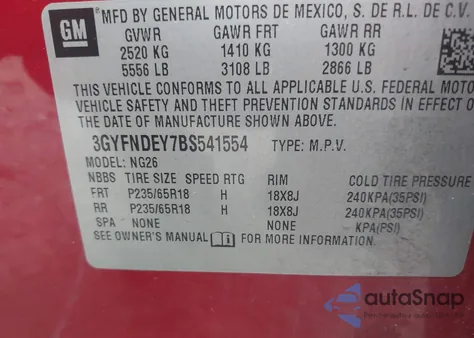 GM
MFD BY GENERAL MOTORS DE MEXICO, S. DE R.L. DE C.V.
GVWR GAWR FRT GAWR RR
2520 KG 1410 KG 1300 KG
5556 LB 3108 LB 2866 LB
THIS VEHICLE CONFORMS TO ALL APPLICABLE U.S. FEDERAL MOTOR
VEHICLE SAFETY AND THEFT PREVENTION STANDARDS IN EFFECT O
THE DATE OF MANUFACTURE SHOWN ABOVE.
3GYFNDEY7BS541554 TYPE: M.P.V.
MODEL: NG26
NBBS TIRE SIZE SPEED RTG RIM COLD TIRE PRESSURE
FRT P235/65R18 H 18X8J 240KPA(35PSI)
RR P235/65R18 H 18X8J 240KPA(35PSI)
SPA NONE NONE KPA(PSI)
SEE OWNER'S MANUAL i FOR MORE INFORMATION.
autoSnap